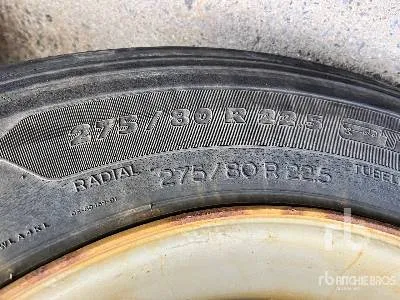 275/80 R 22.5
RADIAL 275/80 R 22.5 TUBEL
rb RITCHIE BROS